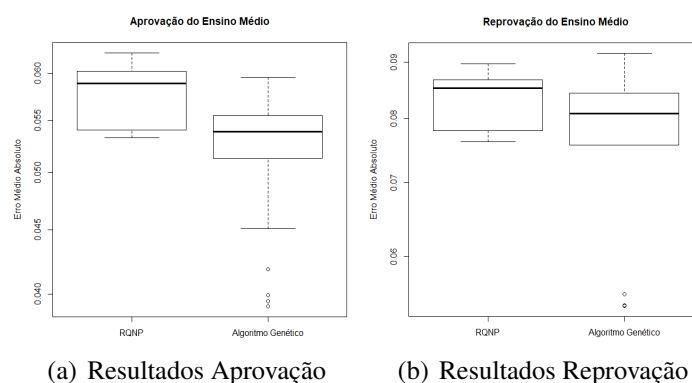 Aprovação do Ensino Médio
Erro Médio Absoluto
0.060
0.055
0.050
0.045
0.040
RQNP
Algoritmo Genético
(a) Resultados Aprovação
Reprovação do Ensino Médio
Erro Médio Absoluto
0.09
0.08
0.07
0.06
RQNP
Algoritmo Genético
(b) Resultados Reprovação